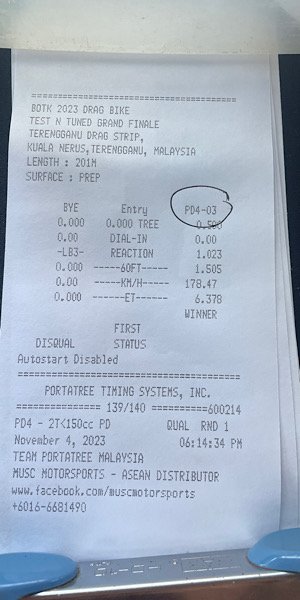 ================================
BOTK 2023 DRAG BIKE
TEST N TUNED GRAND FINALE
TERENGGANU DRAG STRIP,
KUALA NERUS,TERENGGANU, MALAYSIA
LENGTH : 201M
SURFACE : PREP
BYE Entry PD4-03
0.000 0.000 TREE 0.500
0.00 DIAL-IN 0.00
-LB3- REACTION 1.023
0.000 ------60FT----- 1.505
0.00 -----KM/H------ 178.47
0.000 ------ET------- 6.378
WINNER
FIRST
DISQUAL STATUS
Autostart Disabled
===================================
PORTATREE TIMING SYSTEMS, INC.
============== 139/140 ==========600214
PD4 - 2T<150cc PD QUAL RND 1
November 4, 2023 06:14:34 PM
TEAM PORTATREE MALAYSIA
MUSC MOTORSPORTS - ASEAN DISTRIBUTOR
www.facebook.com/muscmotorsports
+6016-6681490